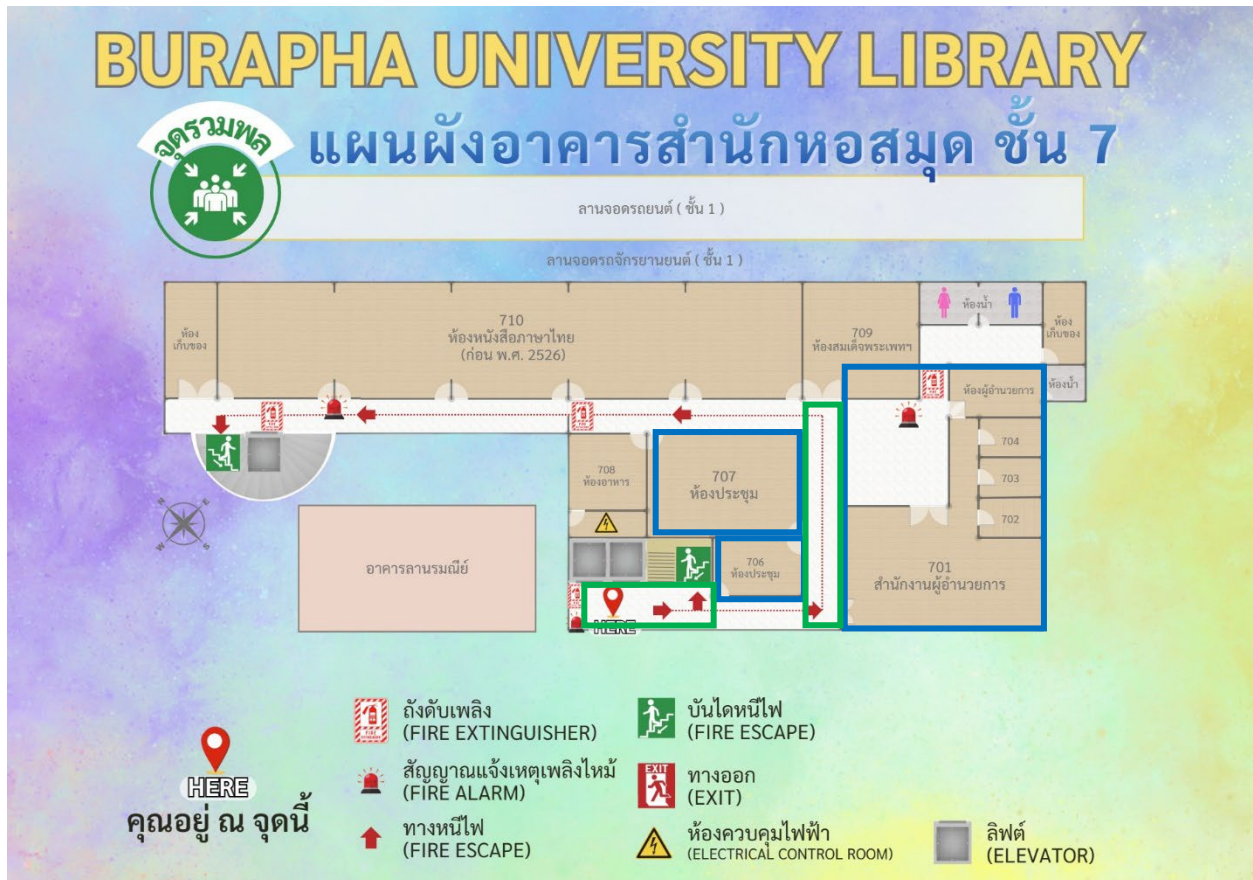 BURAPHA UNIVERSITY LIBRARY
จุดรวมพล
แผนผังอาคารสำนักหอสมุด ชั้น 7
ลานจอดรถยนต์ ( ชั้น 1 )
ลานจอดรถจักรยานยนต์ ( ชั้น 1 )
ห้อง
เก็บของ
710
ห้องหนังสือภาษาไทย
(ก่อน พ.ศ. 2526)
709
ห้องสมเด็จพระเทพฯ
ห้องน้ำ
ห้อง
เก็บของ
ห้องผู้อำนวยการ
ห้องน้ำ
704
703
702
708
ห้องอาหาร
707
ห้องประชุม
706
ห้องประชุม
701
สำนักงานผู้อำนวยการ
N
E
W
S
อาคารลานรมณีย์
HERE
HERE
คุณอยู่ ณ จุดนี้
ถังดับเพลิง
(FIRE EXTINGUISHER)
สัญญาณแจ้งเหตุเพลิงไหม้
(FIRE ALARM)
ทางหนีไฟ
(FIRE ESCAPE)
บันไดหนีไฟ
(FIRE ESCAPE)
EXIT
ทางออก
(EXIT)
ห้องควบคุมไฟฟ้า
(ELECTRICAL CONTROL ROOM)
ลิฟต์
(ELEVATOR)